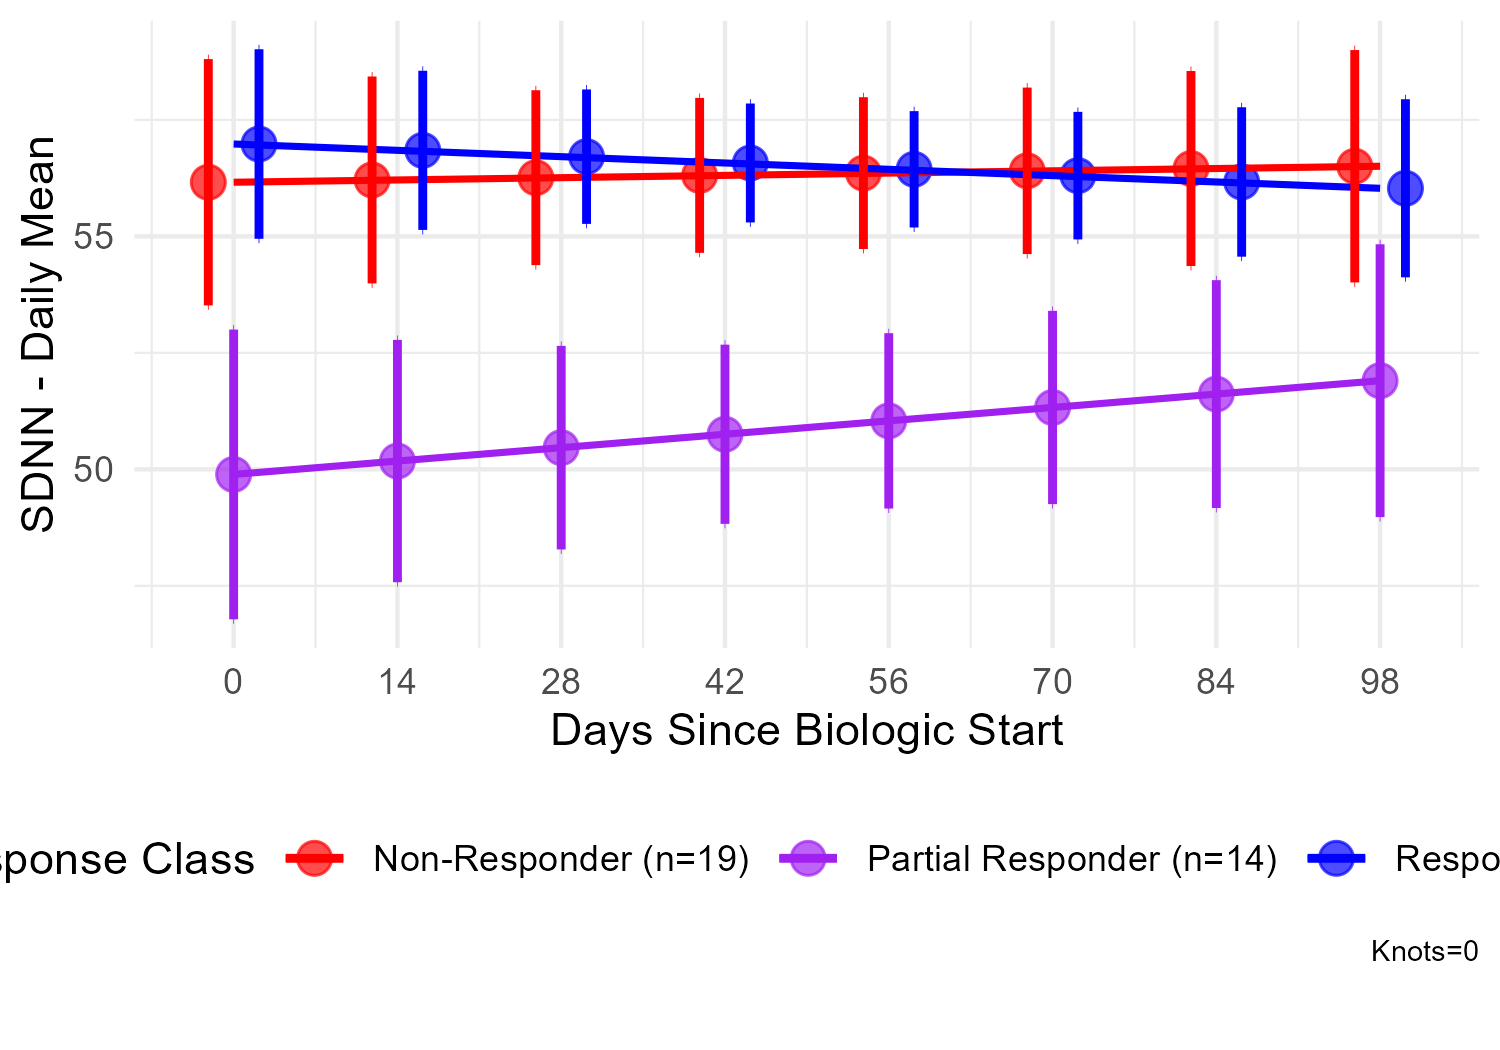 SDNN - Daily Mean
55
50
0 14 28 42 56 70 84 98
Days Since Biologic Start
sponse Class Non-Responder (n=19) Partial Responder (n=14) Respo
Knots=0